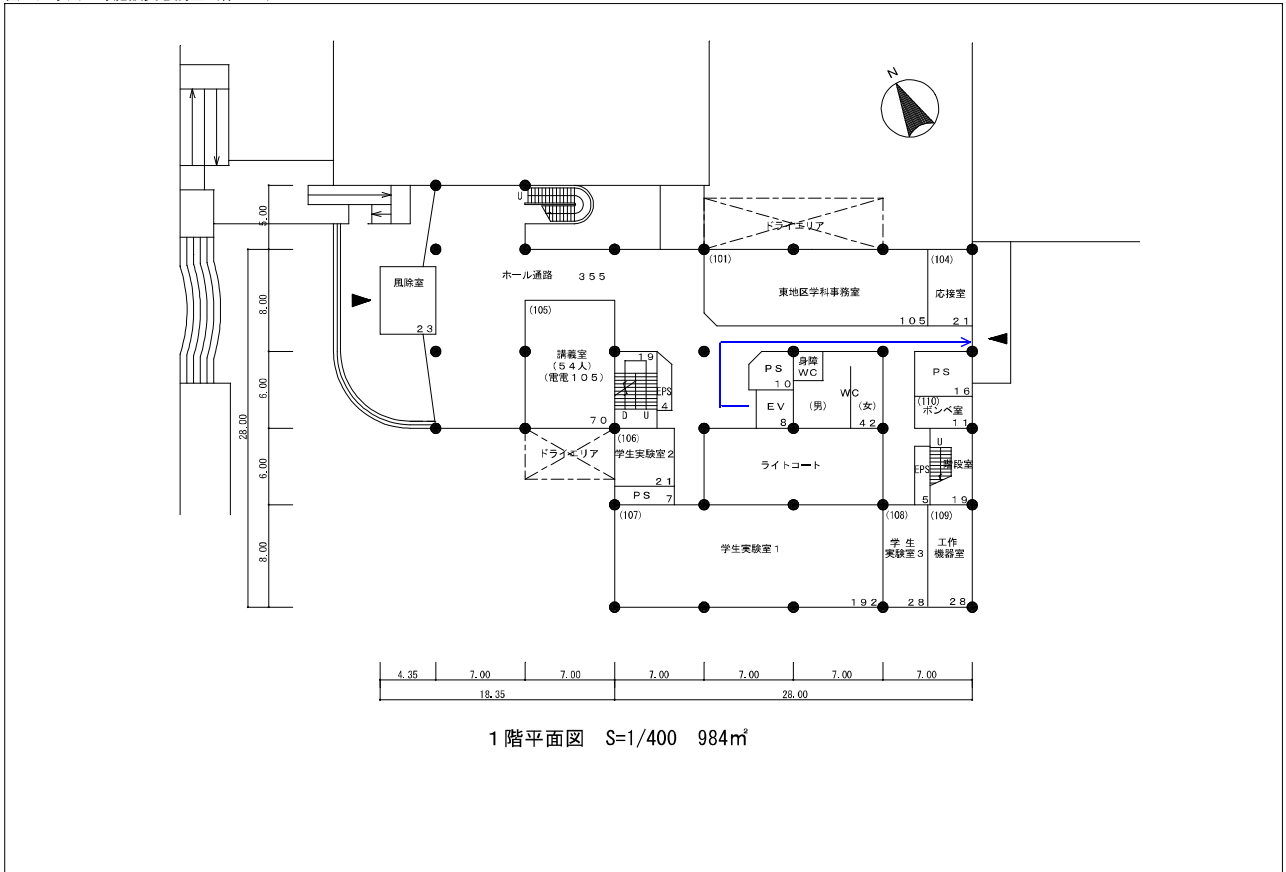 N
U
5.00
ドライエリア
(101)
(104)
ホール通路 355
風除室
東地区学科事務室
応接室
8.00
(105)
23
105
21
講義室
(54人)
(電電105)
19
PS
身障
WC
PS
10
16
6.00
EPS
WC
(110)
EV
(男)
(女)
ボンベ室
4
D U
70
8
42
11
28.00
(106)
U
ドライエリア
学生実験室2
ライトコート
階段室
6.00
EPS
21
PS
7
5
19
(107)
(108)
(109)
学生実験室1
学生
実験室3
工作
機器室
8.00
192
28
28
4.35 7.00 7.00 7.00 7.00 7.00 7.00
18.35 28.00
1階平面図 S=1/400 984㎡